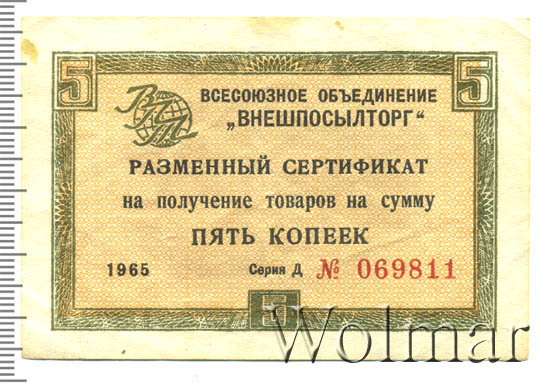 5 5
ВПТ
ВСЕСОЮЗНОЕ ОБЪЕДИНЕНИЕ
„ВНЕШПОСЫЛТОРГ“
РАЗМЕННЫЙ СЕРТИФИКАТ
на получение товаров на сумму
ПЯТЬ КОПЕЕК
1965 Серия Д № 069811
5
Wolmar